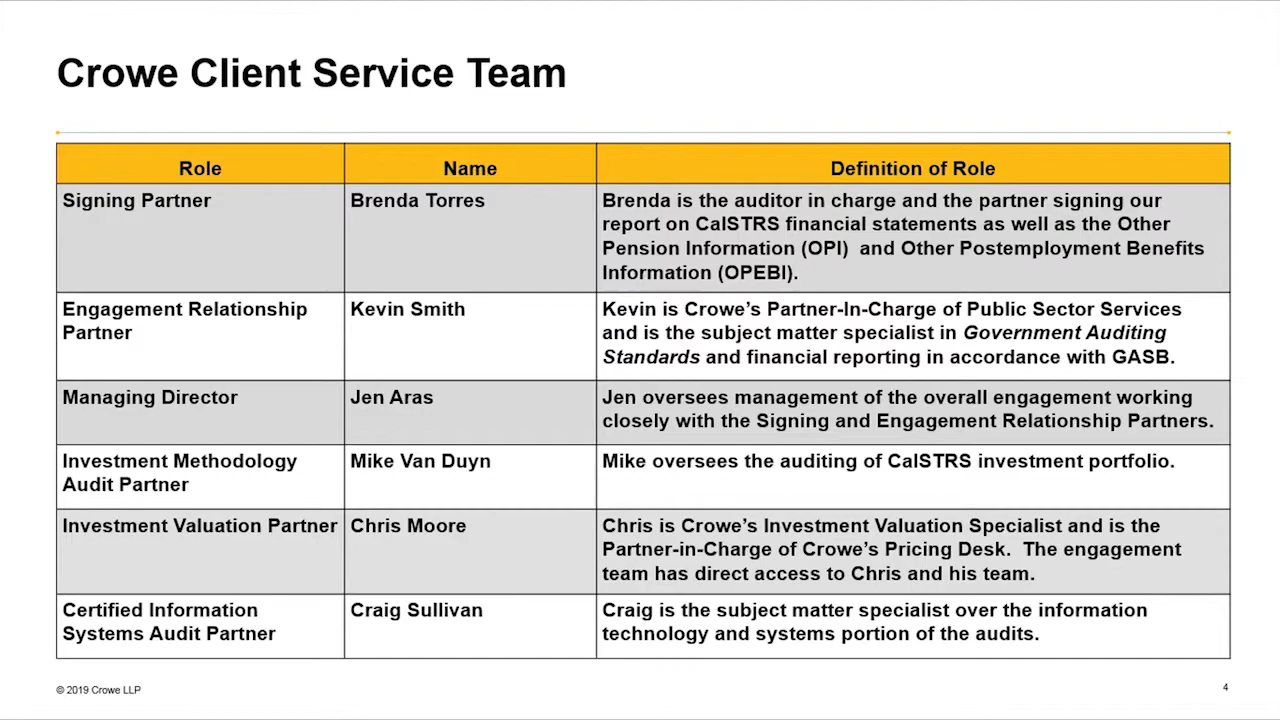 Crowe Client Service Team
Role Name Definition of Role
Signing Partner Brenda Torres Brenda is the auditor in charge and the partner signing our
report on CalSTRS financial statements as well as the Other
Pension Information (OPI)  and Other Postemployment Benefits
Information (OPEBI).
Engagement Relationship Kevin Smith Kevin is Crowe’s Partner-In-Charge of Public Sector Services
Partner and is the subject matter specialist in Government Auditing
Standards and financial reporting in accordance with GASB.
Managing Director Jen Aras Jen oversees management of the overall engagement working
closely with the Signing and Engagement Relationship Partners.
Investment Methodology Mike Van Duyn Mike oversees the auditing of CalSTRS investment portfolio.
Audit Partner
Investment Valuation Partner Chris Moore Chris is Crowe’s Investment Valuation Specialist and is the
Partner-in-Charge of Crowe’s Pricing Desk.  The engagement
team has direct access to Chris and his team.
Certified Information Craig Sullivan Craig is the subject matter specialist over the information
Systems Audit Partner technology and systems portion of the audits.
© 2019 Crowe LLP 4